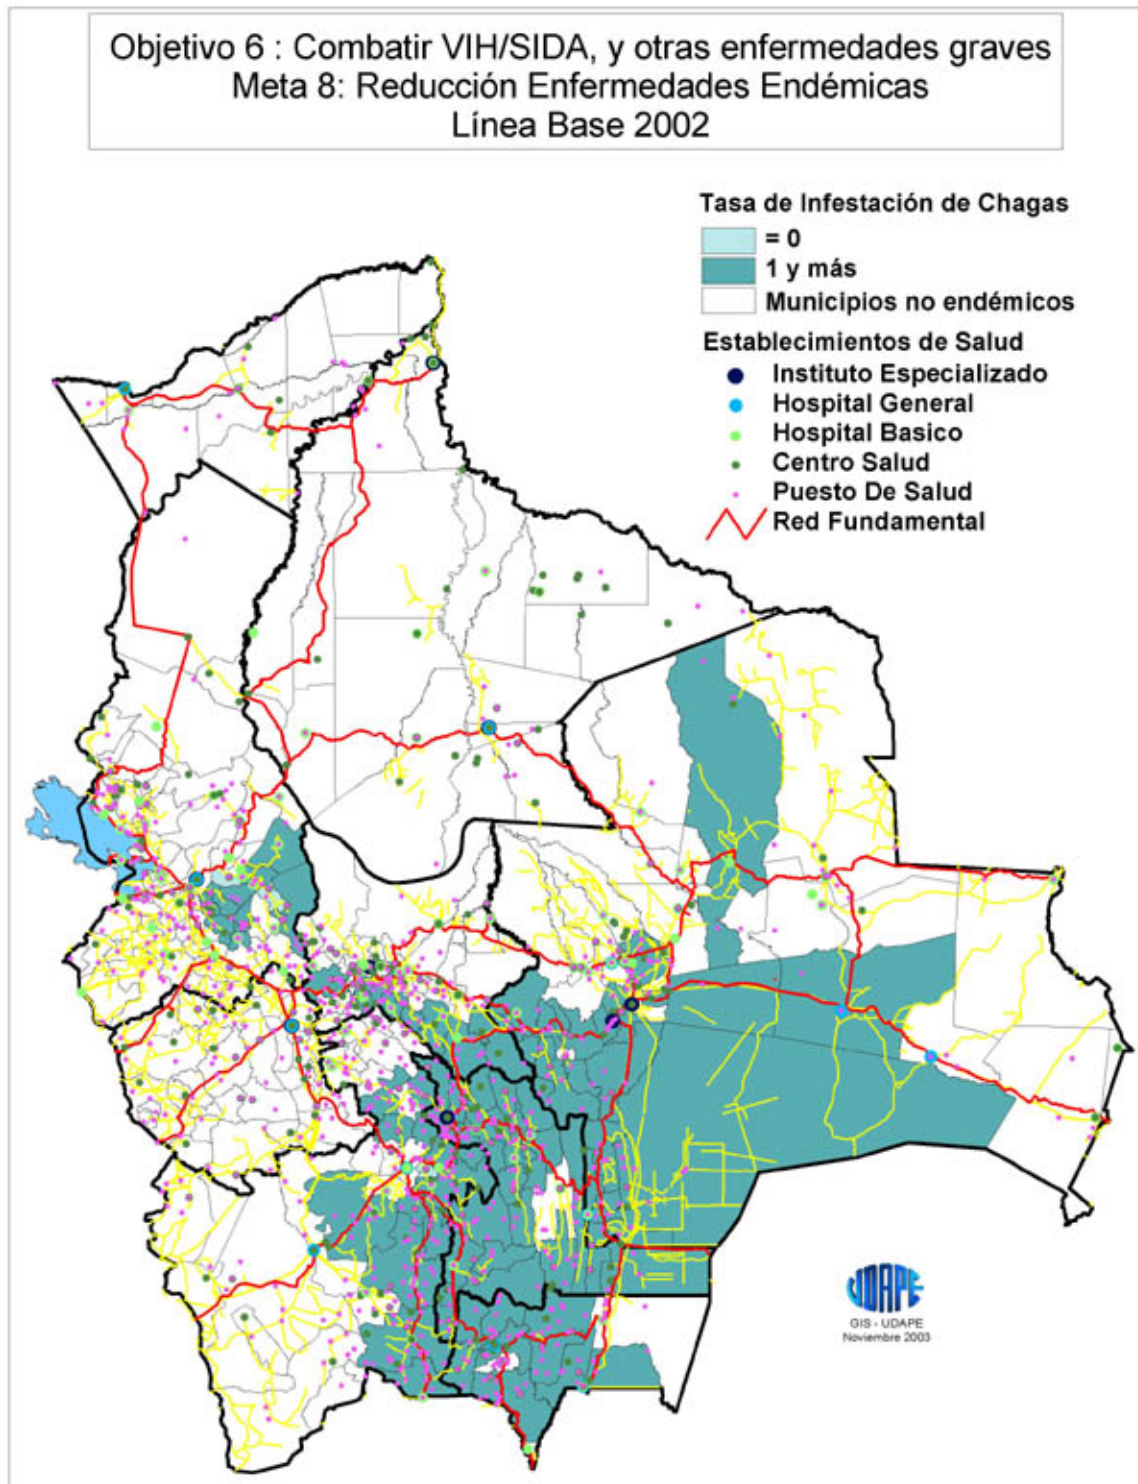 Objetivo 6 : Combatir VIH/SIDA, y otras enfermedades graves
Meta 8: Reducción Enfermedades Endémicas
Línea Base 2002
Tasa de Infestación de Chagas
= 0
1 y más
Municipios no endémicos
Establecimientos de Salud
Instituto Especializado
Hospital General
Hospital Basico
Centro Salud
Puesto De Salud
Red Fundamental
UDAPE
GIS - UDAPE
Noviembre 2003